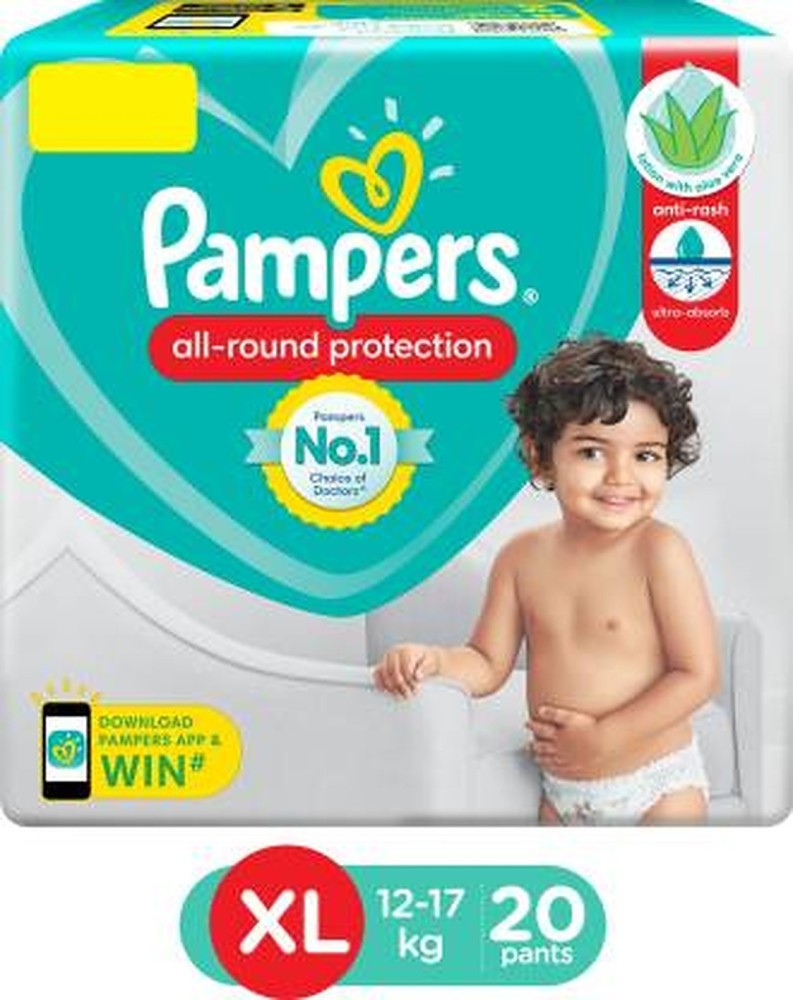 Pampers®
all-round protection
Pampers
No.1
Choice of
Doctors^
lotion with aloe vera
anti-rash
ultra-absorb
DOWNLOAD
PAMPERS APP &
WIN#
XL
12-17
kg
20
pants